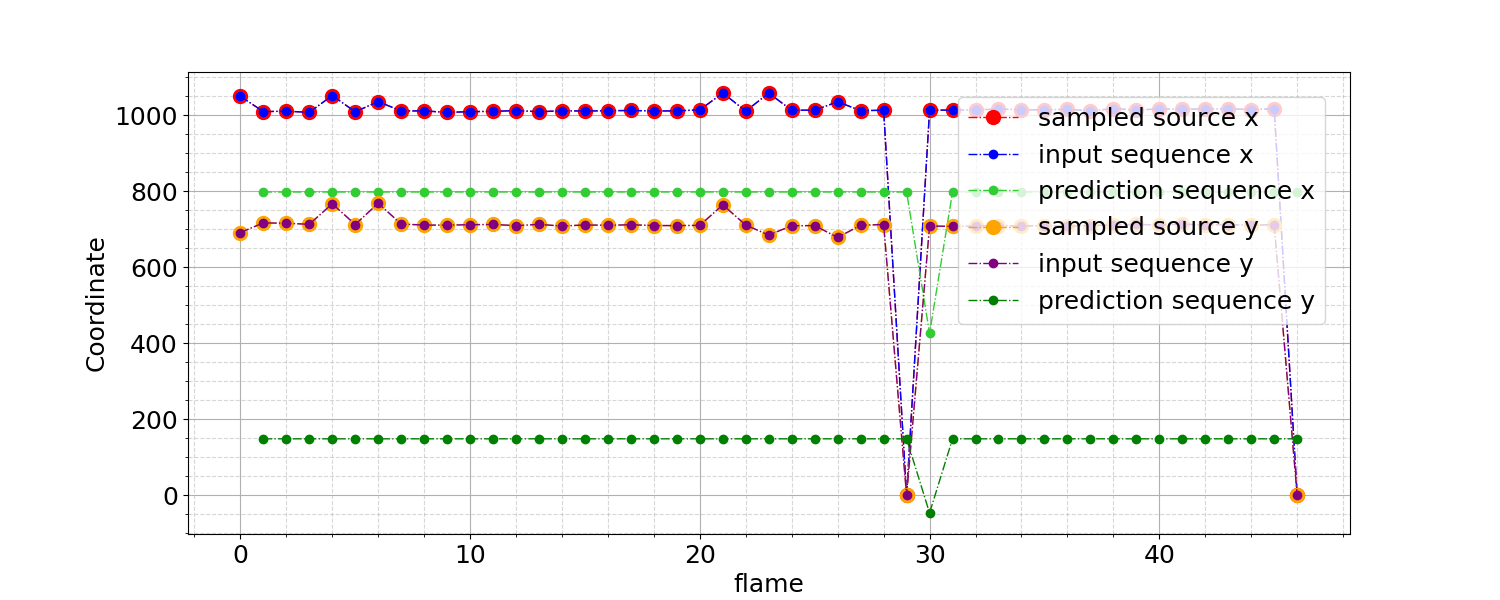 1000
800
600
400
200
0
Coordinate
0 10 20 30 40
flame
sampled source x
input sequence x
prediction sequence x
sampled source y
input sequence y
prediction sequence y